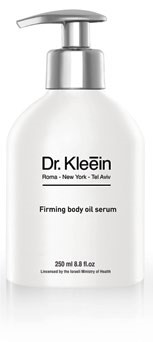 Dr. Kleēin
Roma - New York - Tel Aviv
Firming body oil serum
250 ml 8.8 fl.oz
Licensed by the Israeli Ministry of Health